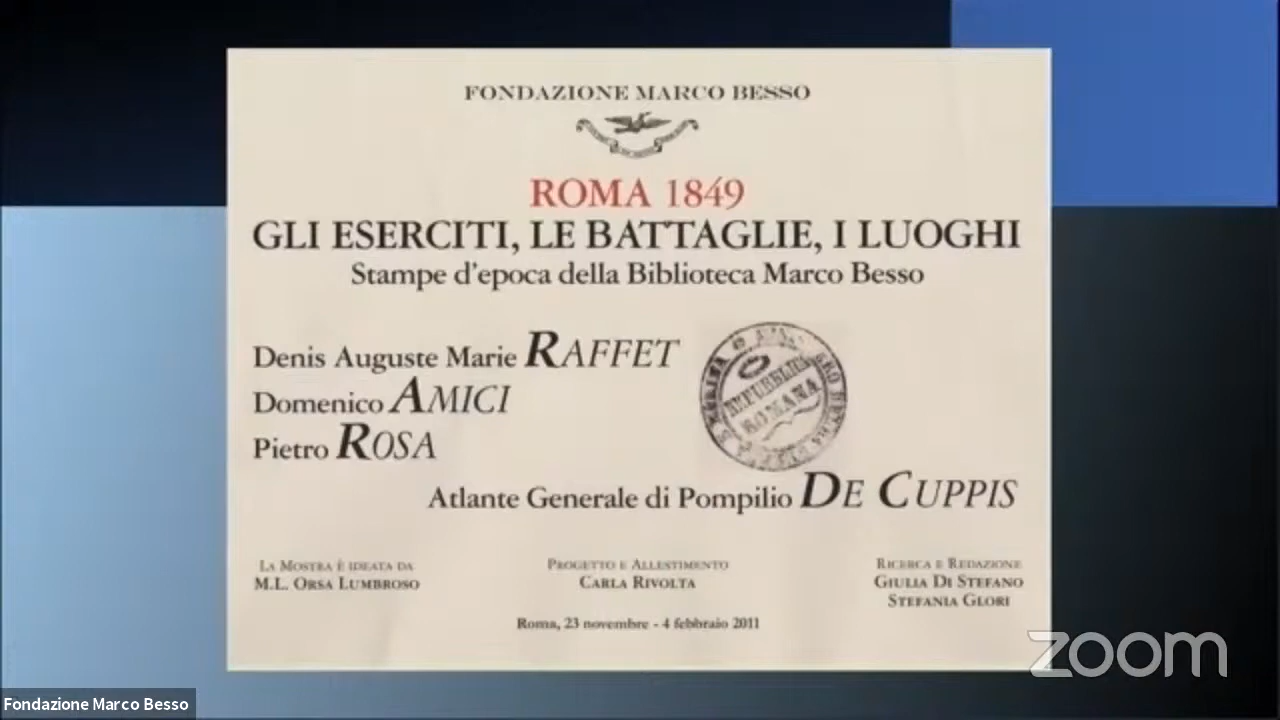 FONDAZIONE MARCO BESSO
ROMA 1849
GLI ESERCITI, LE BATTAGLIE, I LUOGHI
Stampe d'epoca della Biblioteca Marco Besso
Denis Auguste Marie RAFFET
Domenico AMICI
Pietro ROSA
REPUBBLICA
ROMANA
Atlante Generale di Pompilio DE CUPPIS
LA MOSTRA È IDEATA DA
M.L. ORSA LUMBROSO
PROGETTO E ALLESTIMENTO
CARLA RIVOLTA
RICERCA E REDAZIONE
GIULIA DI STEFANO
STEFANIA GLORI
Roma, 23 novembre - 4 febbraio 2011
zoom
Fondazione Marco Besso